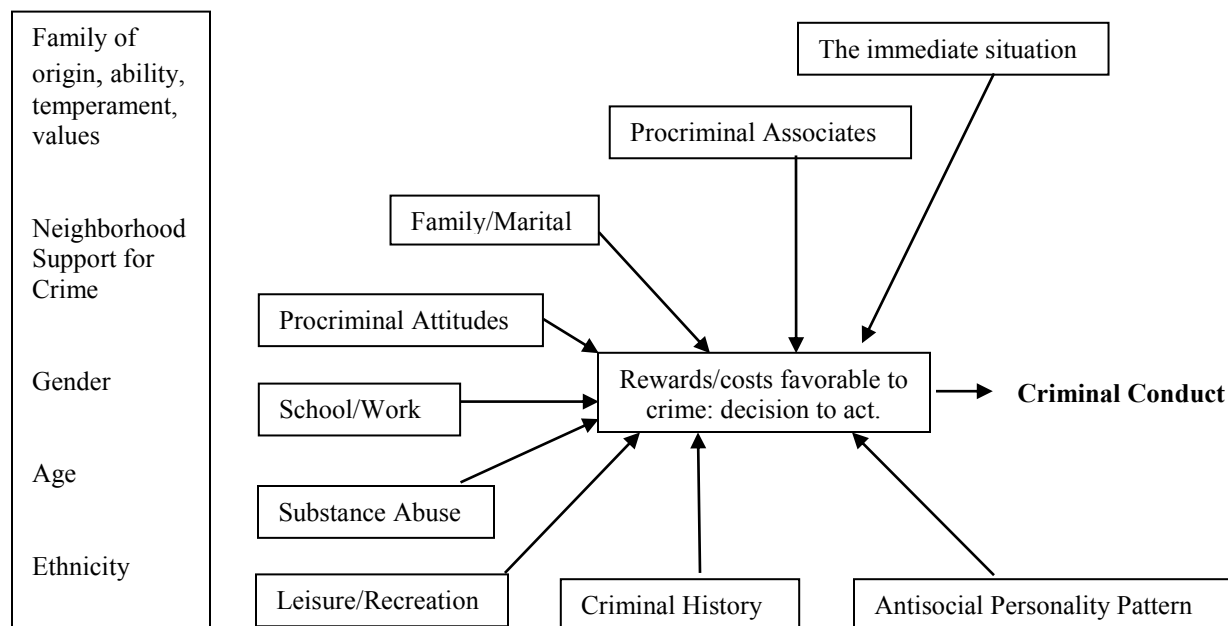 Family of
origin, ability,
temperament,
values
Neighborhood
Support for
Crime
Gender
Age
Ethnicity
The immediate situation
Procriminal Associates
Family/Marital
Procriminal Attitudes
School/Work
Substance Abuse
Leisure/Recreation
Criminal History
Antisocial Personality Pattern
Rewards/costs favorable to
crime: decision to act.
Criminal Conduct